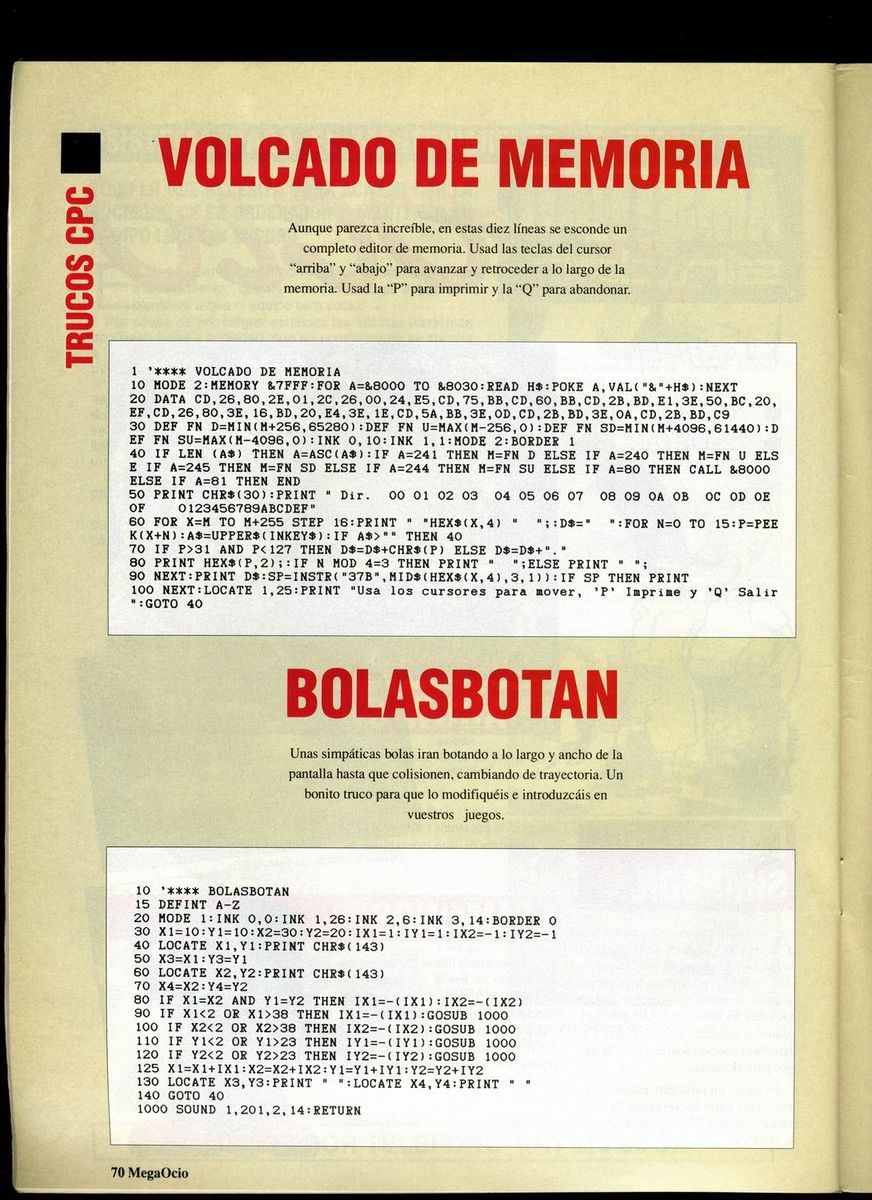 TRUCOS CPC
VOLCADO DE MEMORIA
Aunque parezca increíble, en estas diez líneas se esconde un
completo editor de memoria. Usad las teclas del cursor
“arriba” y “abajo” para avanzar y retroceder a lo largo de la
memoria. Usad la “P” para imprimir y la “Q” para abandonar.
1 '**** VOLCADO DE MEMORIA
10 MODE 2:MEMORY &7FFF:FOR A=&8000 TO &8030:READ H$:POKE A,VAL("&"+H$):NEXT
20 DATA CD,26,80,2E,01,2C,26,00,24,E5,CD,75,BB,CD,60,BB,CD,2B,BD,E1,3E,50,BC,20,
EF,CD,26,80,3E,16,BD,20,E4,3E,1E,CD,5A,BB,3E,0D,CD,2B,BD,3E,0A,CD,2B,BD,C9
30 DEF FN D=MIN(M+256,65280):DEF FN U=MAX(M-256,0):DEF FN SD=MIN(M+4096,61440):D
EF FN SU=MAX(M-4096,0):INK 0,10:INK 1,1:MODE 2:BORDER 1
40 IF LEN (A$) THEN A=ASC(A$):IF A=241 THEN M=FN D ELSE IF A=240 THEN M=FN U ELS
E IF A=245 THEN M=FN SD ELSE IF A=244 THEN M=FN SU ELSE IF A=80 THEN CALL &8000
ELSE IF A=81 THEN END
50 PRINT CHR$(30):PRINT " Dir.  00 01 02 03  04 05 06 07  08 09 0A 0B  0C 0D 0E
0F    0123456789ABCDEF"
60 FOR X=M TO M+255 STEP 16:PRINT " "HEX$(X,4) "  ";:D$="  ":FOR N=0 TO 15:P=PEE
K(X+N):A$=UPPER$(INKEY$):IF A$>"" THEN 40
70 IF P>31 AND P<127 THEN D$=D$+CHR$(P) ELSE D$=D$+"."
80 PRINT HEX$(P,2);:IF N MOD 4=3 THEN PRINT "  ";ELSE PRINT " ";
90 NEXT:PRINT D$:SP=INSTR("37B",MID$(HEX$(X,4),3,1)):IF SP THEN PRINT
100 NEXT:LOCATE 1,25:PRINT "Usa los cursores para mover, 'P' Imprime y 'Q' Salir
":GOTO 40
BOLASBOTAN
Unas simpáticas bolas iran botando a lo largo y ancho de la
pantalla hasta que colisionen, cambiando de trayectoria. Un
bonito truco para que lo modifiquéis e introduzcáis en
vuestros juegos.
10 '**** BOLASBOTAN
15 DEFINT A-Z
20 MODE 1:INK 0,0:INK 1,26:INK 2,6:INK 3,14:BORDER 0
30 X1=10:Y1=10:X2=30:Y2=20:IX1=1:IY1=1:IX2=-1:IY2=-1
40 LOCATE X1,Y1:PRINT CHR$(143)
50 X3=X1:Y3=Y1
60 LOCATE X2,Y2:PRINT CHR$(143)
70 X4=X2:Y4=Y2
80 IF X1=X2 AND Y1=Y2 THEN IX1=-(IX1):IX2=-(IX2)
90 IF X1<2 OR X1>38 THEN IX1=-(IX1):GOSUB 1000
100 IF X2<2 OR X2>38 THEN IX2=-(IX2):GOSUB 1000
110 IF Y1<2 OR Y1>23 THEN IY1=-(IY1):GOSUB 1000
120 IF Y2<2 OR Y2>23 THEN IY2=-(IY2):GOSUB 1000
125 X1=X1+IX1:X2=X2+IX2:Y1=Y1+IY1:Y2=Y2+IY2
130 LOCATE X3,Y3:PRINT " ":LOCATE X4,Y4:PRINT " "
140 GOTO 40
1000 SOUND 1,201,2,14:RETURN
70 MegaOcio